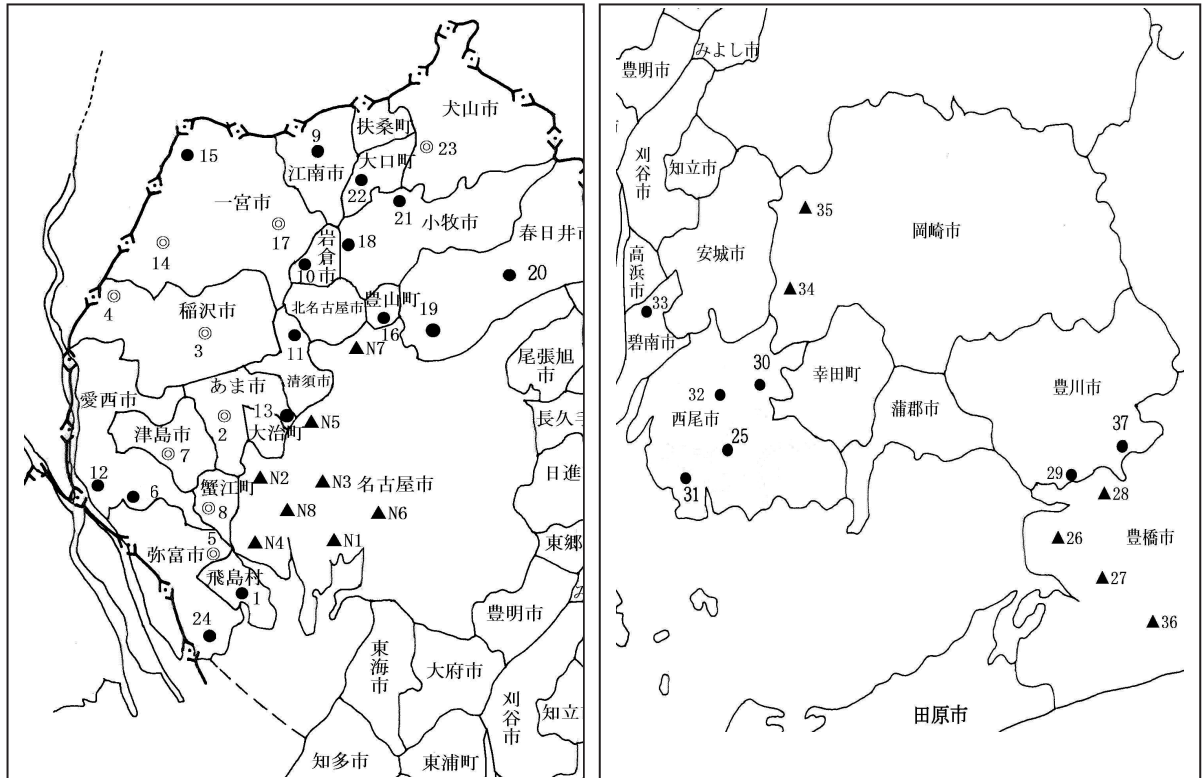 犬山市
扶桑町
9
15
23
江南市
大口町
22
21
一宮市
小牧市
17
岩倉市
18
春日井市
14
10
20
4
稲沢市
北名古屋市
豊山町
19
3
11
16
N7
尾張旭市
あま市
清須市
愛西市
13
2
大治町
N5
長久手
津島市
7
12
N2
N3
名古屋市
日進
6
蟹江町
8
N8
N6
5
N4
N1
東郷
弥富市
飛島村
1
み
豊明市
24
東海市
大府市
刈谷市
知立
知多市
東浦町
みよし市
豊明市
刈谷市
知立市
35
岡崎市
安城市
高浜市
34
33
碧南市
30
幸田町
豊川市
32
西尾市
蒲郡市
25
37
31
29
28
26
豊橋市
27
36
田原市